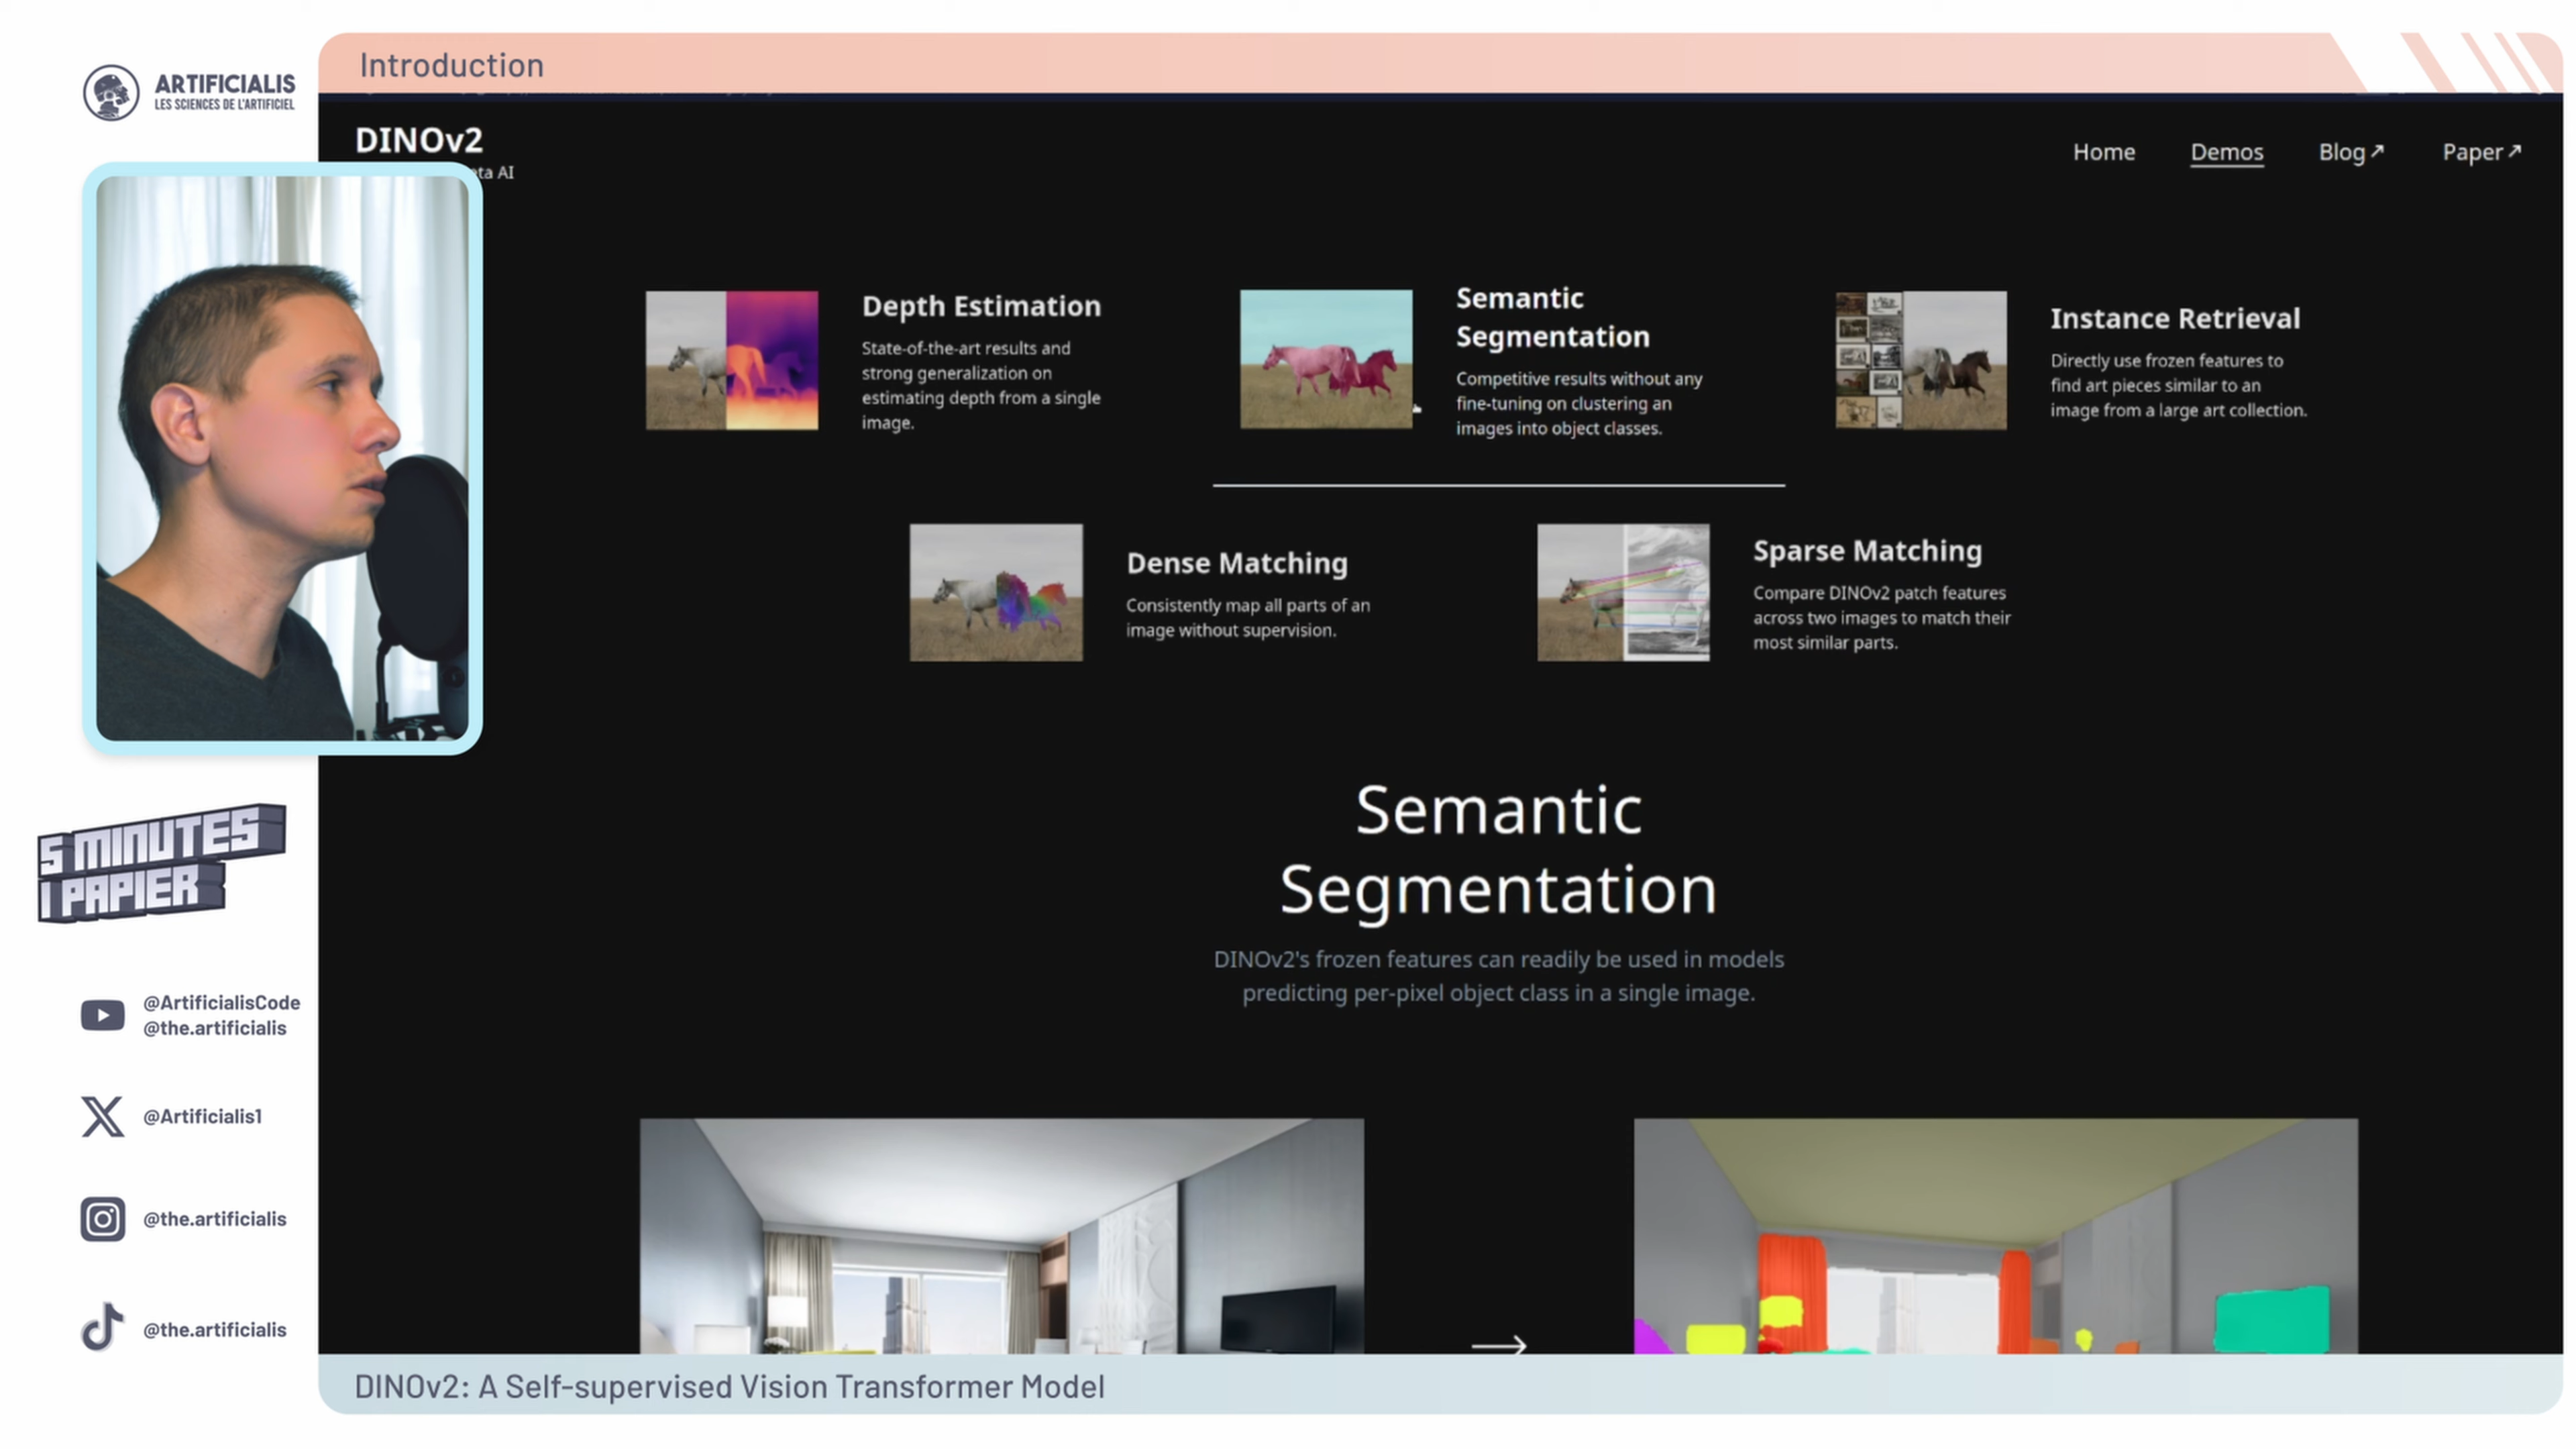 Introduction
ARTIFICIALIS
LES SCIENCES DE L'ARTIFICIEL
DINOv2
AI
Home
Demos
Blog
Paper
Depth Estimation
State-of-the-art results and
strong generalization on
estimating depth from a single
image.
Semantic
Segmentation
Competitive results without any
fine-tuning on clustering an
images into object classes.
Instance Retrieval
Directly use frozen features to
find art pieces similar to an
image from a large art collection.
Dense Matching
Consistently map all parts of an
image without supervision.
Sparse Matching
Compare DINOv2 patch features
across two images to match their
most similar parts.
Semantic
Segmentation
DINOv2's frozen features can readily be used in models
predicting per-pixel object class in a single image.
5 MINUTES
1 PAPIER
@ArtificialisCode
@the.artificialis
@Artificialis1
@the.artificialis
@the.artificialis
DINOv2: A Self-supervised Vision Transformer Model